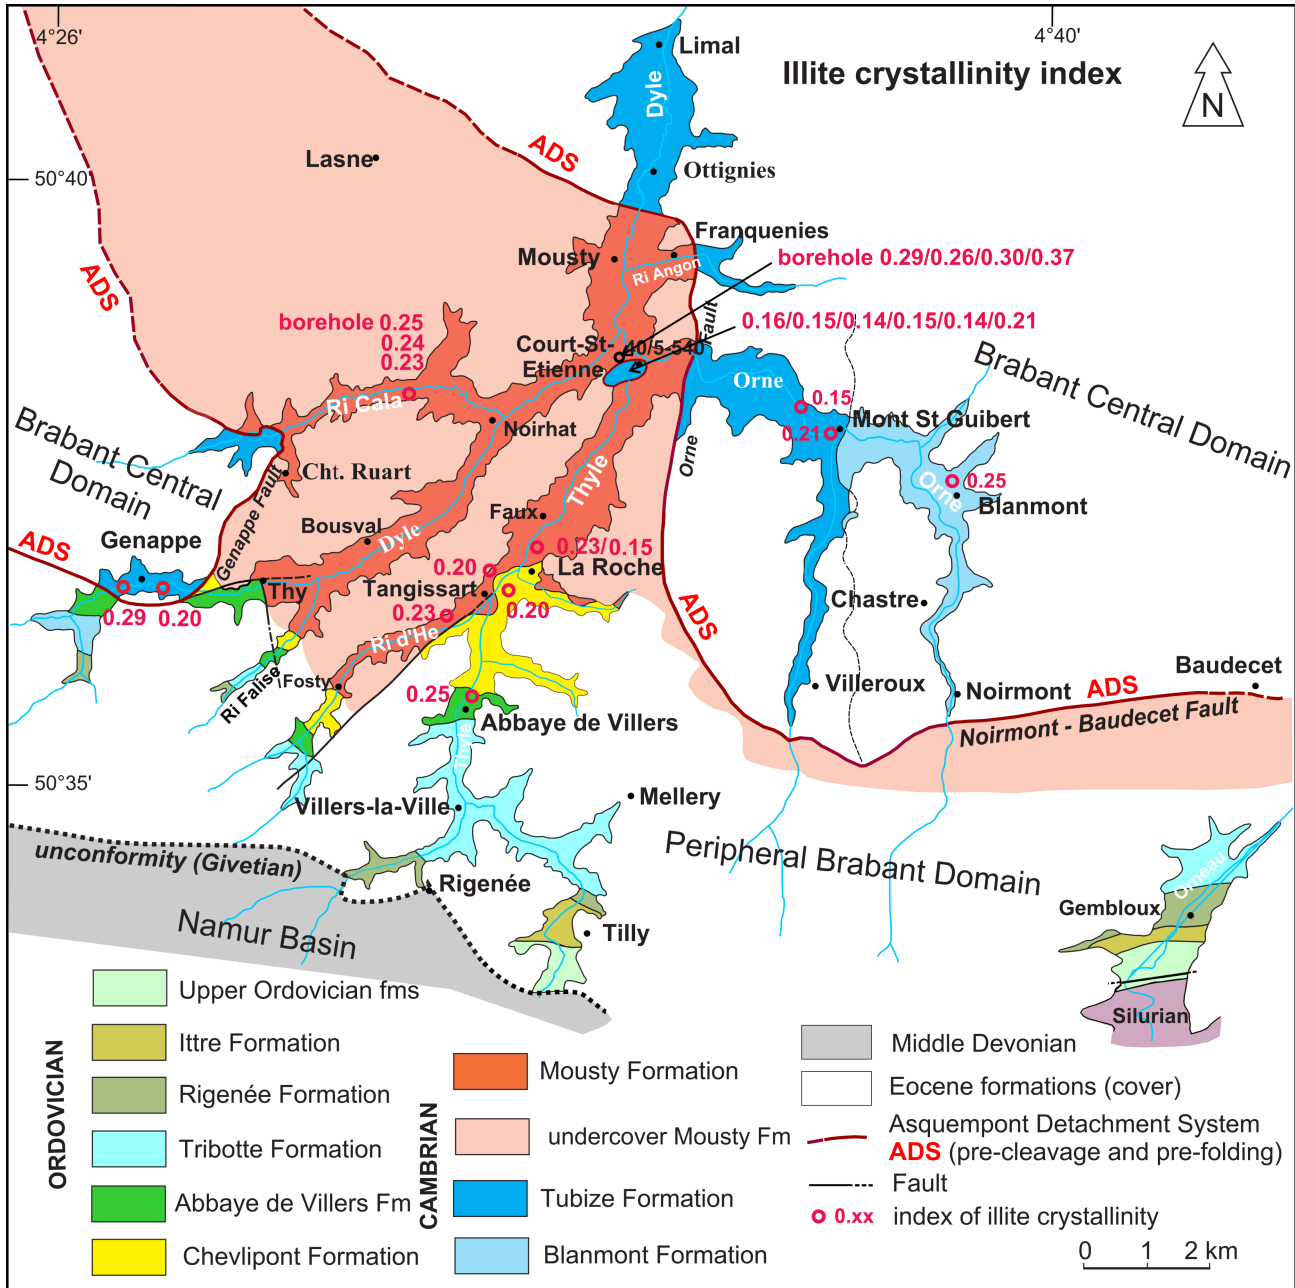 4°26'
4°40'
Limal
Illite crystallinity index
N
Dyle
ADS
Lasne
Ottignies
50°40'
Franquenies
Mousty
Ri Angon
borehole 0.29/0.26/0.30/0.37
ADS
Fault
borehole 0.25
0.24
0.23
0.16/0.15/0.14/0.15/0.14/0.21
Court-St-
Etienne
40/5-540
Brabant Central Domain
Orne
0.15
Ri Cala
Mont St Guibert
Noirhat
0.21
Brabant Central
Domain
Orne
Cht. Ruart
Thyle
Orne
0.25
Blanmont
Genappe Fault
Faux
Bousval
Dyle
ADS
Genappe
0.23/0.15
0.20
La Roche
Thy
Tangissart
0.29
0.20
0.23
0.20
Chastre
ADS
Ri d'He
Ri Falise
Fosty
0.25
Abbaye de Villers
Villeroux
Noirmont
Baudecet
ADS
Noirmont - Baudecet Fault
Thyle
50°35'
Villers-la-Ville
Mellery
Peripheral Brabant Domain
unconformity (Givetian)
Rigenée
Orneau
Gembloux
Namur Basin
Tilly
Silurian
ORDOVICIAN
Upper Ordovician fms
Ittre Formation
Rigenée Formation
Tribotte Formation
Abbaye de Villers Fm
Chevlipont Formation
CAMBRIAN
Mousty Formation
undercover Mousty Fm
Tubize Formation
Blanmont Formation
Middle Devonian
Eocene formations (cover)
Asquempont Detachment System
ADS (pre-cleavage and pre-folding)
Fault
0.xx index of illite crystallinity
0 1 2 km